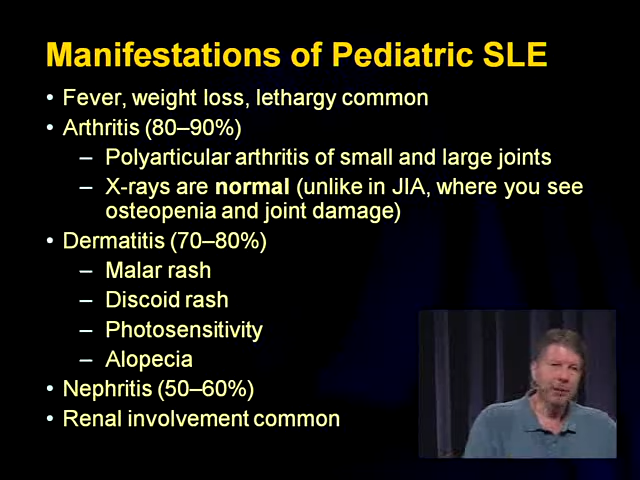 Manifestations of Pediatric SLE
• Fever, weight loss, lethargy common
• Arthritis (80–90%)
– Polyarticular arthritis of small and large joints
– X-rays are normal (unlike in JIA, where you see
osteopenia and joint damage)
• Dermatitis (70–80%)
– Malar rash
– Discoid rash
– Photosensitivity
– Alopecia
• Nephritis (50–60%)
• Renal involvement common